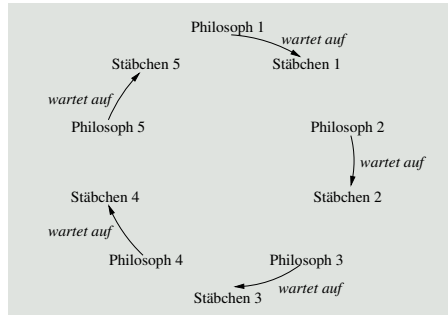 Philosoph 1
wartet auf
Stäbchen 5
Stäbchen 1
wartet auf
Philosoph 5
Philosoph 2
wartet auf
Stäbchen 4
Stäbchen 2
wartet auf
Philosoph 4
Philosoph 3
wartet auf
Stäbchen 3